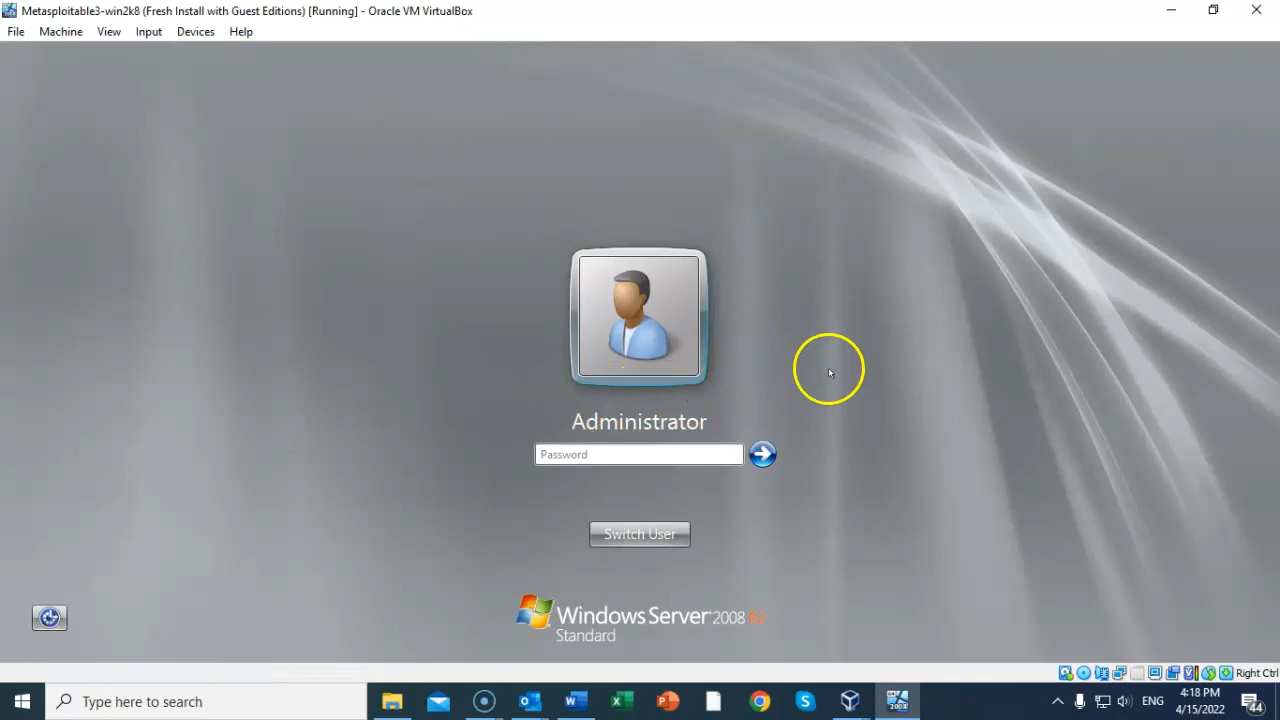 Metasploitable3-win2k8 (Fresh Install with Guest Editions) [Running] - Oracle VM VirtualBox
File Machine View Input Devices Help
Administrator
Password
Switch User
Windows Server 2008 R2
Standard
Right Ctrl
Type here to search
ENG
4:18 PM
4/15/2022
44